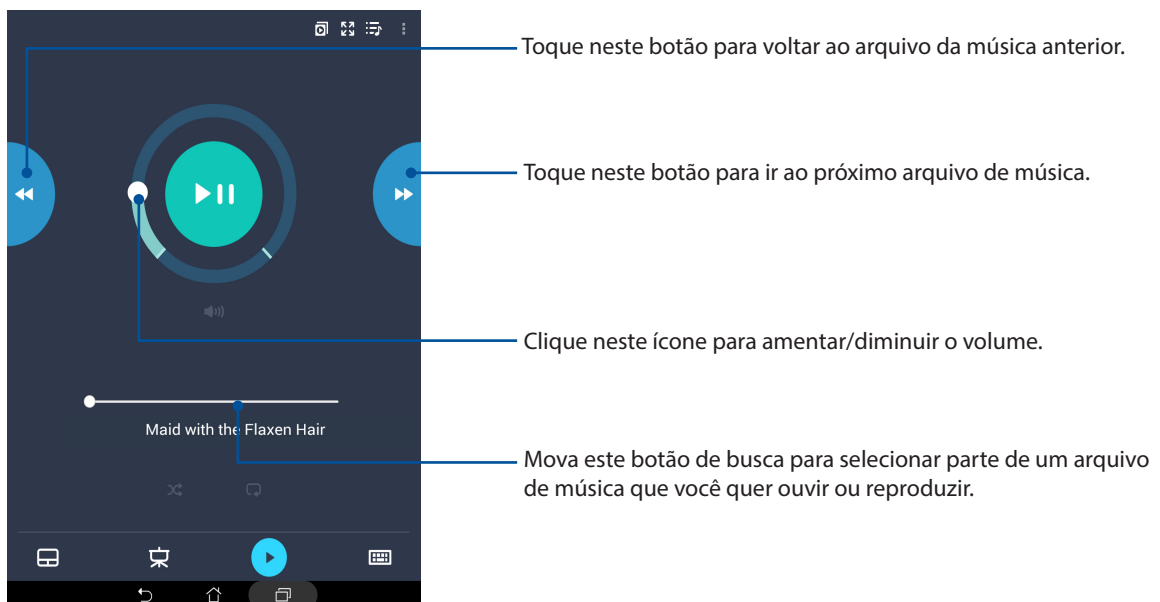 Toque neste botão para voltar ao arquivo da música anterior.
Toque neste botão para ir ao próximo arquivo de música.
Clique neste ícone para amentar/diminuir o volume.
Maid with the Flaxen Hair
Mova este botão de busca para selecionar parte de um arquivo
de música que você quer ouvir ou reproduzir.